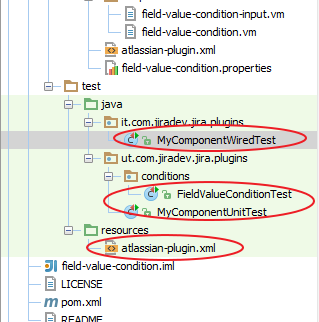 field-value-condition-input.vm
field-value-condition.vm
atlassian-plugin.xml
field-value-condition.properties
test
java
it.com.jiradev.jira.plugins
MyComponentWiredTest
ut.com.jiradev.jira.plugins
conditions
FieldValueConditionTest
MyComponentUnitTest
resources
atlassian-plugin.xml
field-value-condition.iml
LICENSE
pom.xml
README